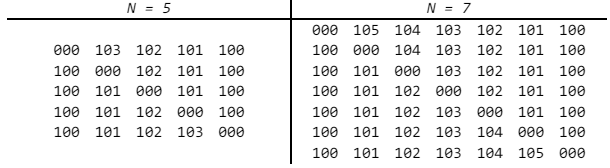 N = 5
000 103 102 101 100
100 000 102 101 100
100 101 000 101 100
100 101 102 000 100
100 101 102 103 000
N = 7
000 105 104 103 102 101 100
100 000 104 103 102 101 100
100 101 000 103 102 101 100
100 101 102 000 102 101 100
100 101 102 103 000 101 100
100 101 102 103 104 000 100
100 101 102 103 104 105 000